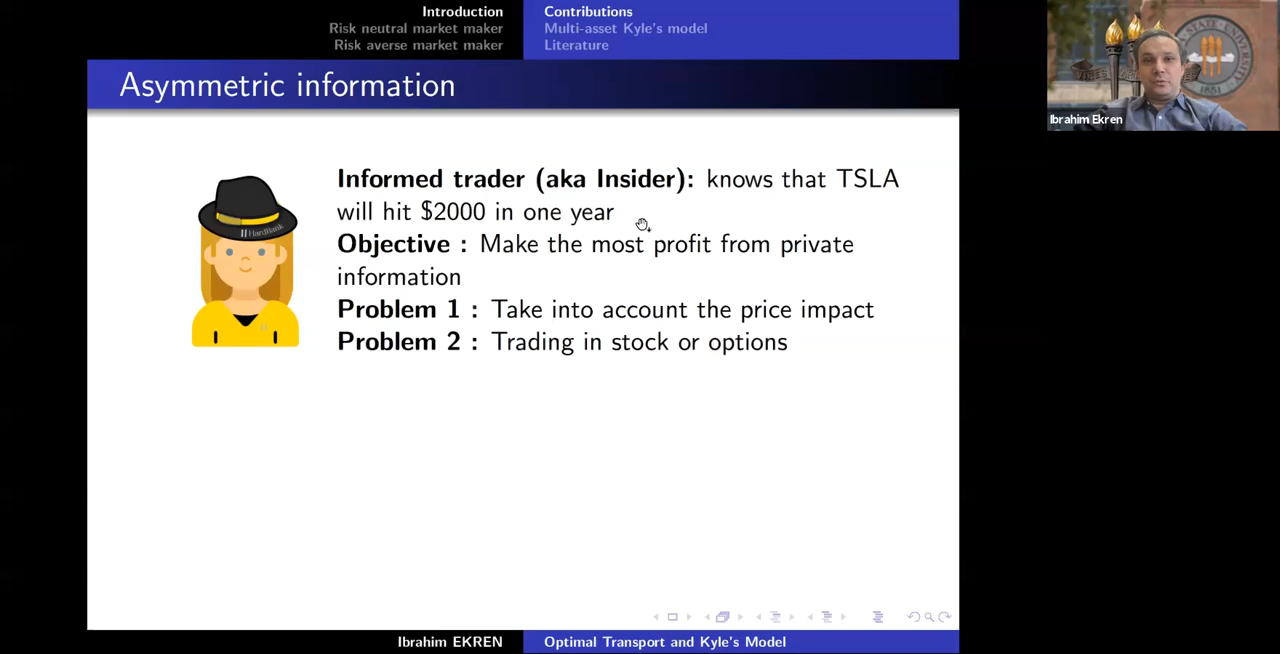 Introduction
Risk neutral market maker
Risk averse market maker
Contributions
Multi-asset Kyle's model
Literature
Asymmetric information
Informed trader (aka Insider): knows that TSLA
will hit $2000 in one year
Objective : Make the most profit from private
information
Problem 1 : Take into account the price impact
Problem 2 : Trading in stock or options
HardBank
Ibrahim EKREN
Optimal Transport and Kyle's Model
Ibrahim Ekren
1851